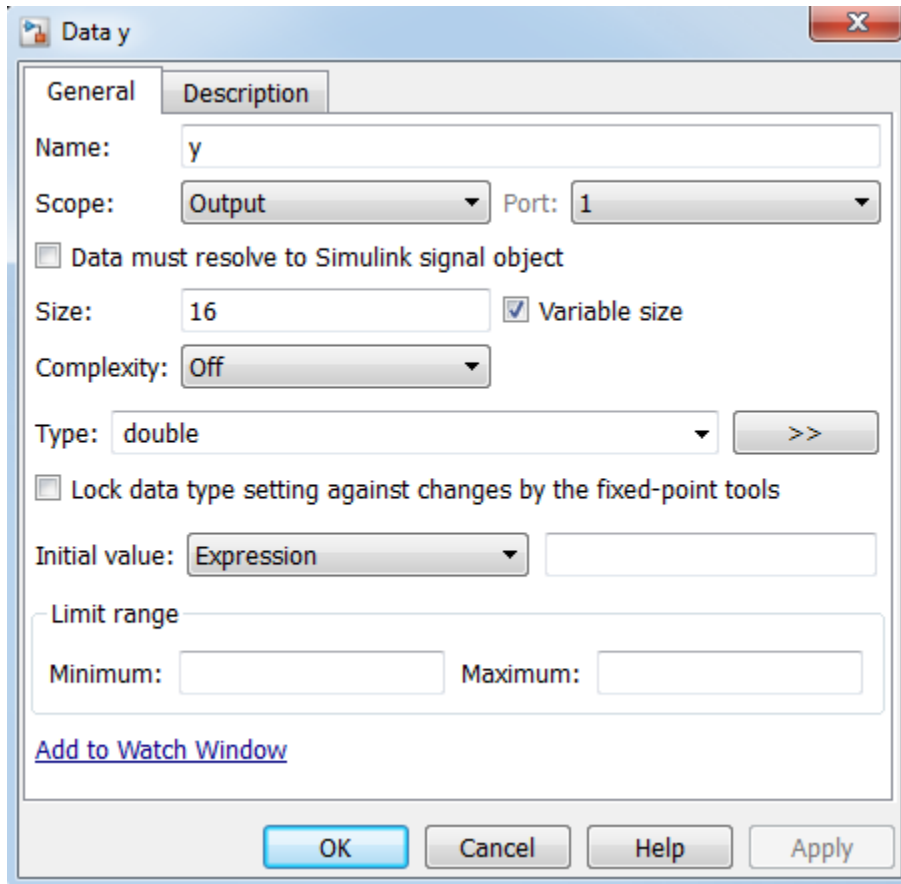 Data y
General Description
Name: y
Scope: Output Port: 1
Data must resolve to Simulink signal object
Size: 16 Variable size
Complexity: Off
Type: double >>
Lock data type setting against changes by the fixed-point tools
Initial value: Expression
Limit range
Minimum: Maximum:
Add to Watch Window
OK Cancel Help Apply